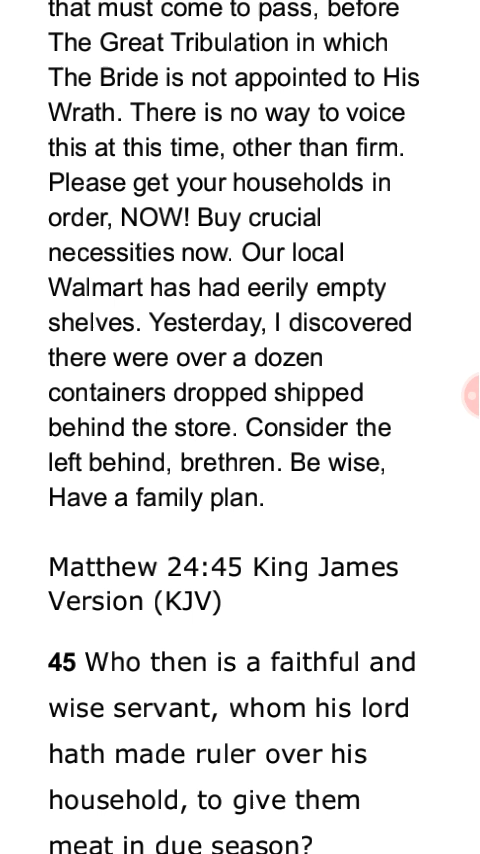 that must come to pass, before
The Great Tribulation in which
The Bride is not appointed to His
Wrath. There is no way to voice
this at this time, other than firm.
Please get your households in
order, NOW! Buy crucial
necessities now. Our local
Walmart has had eerily empty
shelves. Yesterday, I discovered
there were over a dozen
containers dropped shipped
behind the store. Consider the
left behind, brethren. Be wise,
Have a family plan.
Matthew 24:45 King James
Version (KJV)
45 Who then is a faithful and
wise servant, whom his lord
hath made ruler over his
household, to give them
meat in due season?